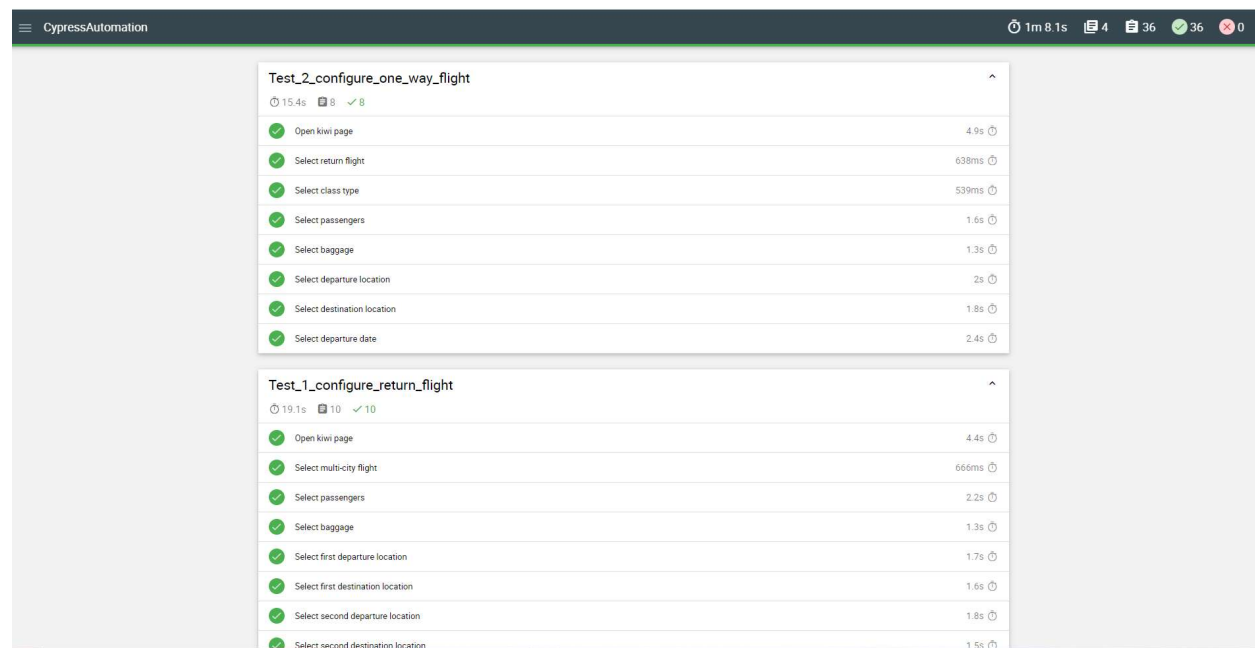 CypressAutomation 1m 8.1s 4 36 36 0
Test_2_configure_one_way_flight
15.4s 8 8
Open kiwi page 4.9s
Select return flight 638ms
Select class type 539ms
Select passengers 1.6s
Select baggage 1.3s
Select departure location 2s
Select destination location 1.8s
Select departure date 2.4s
Test_1_configure_return_flight
19.1s 10 10
Open kiwi page 4.4s
Select multi-city flight 666ms
Select passengers 2.2s
Select baggage 1.3s
Select first departure location 1.7s
Select first destination location 1.6s
Select second departure location 1.8s
Select second destination location 1.5s